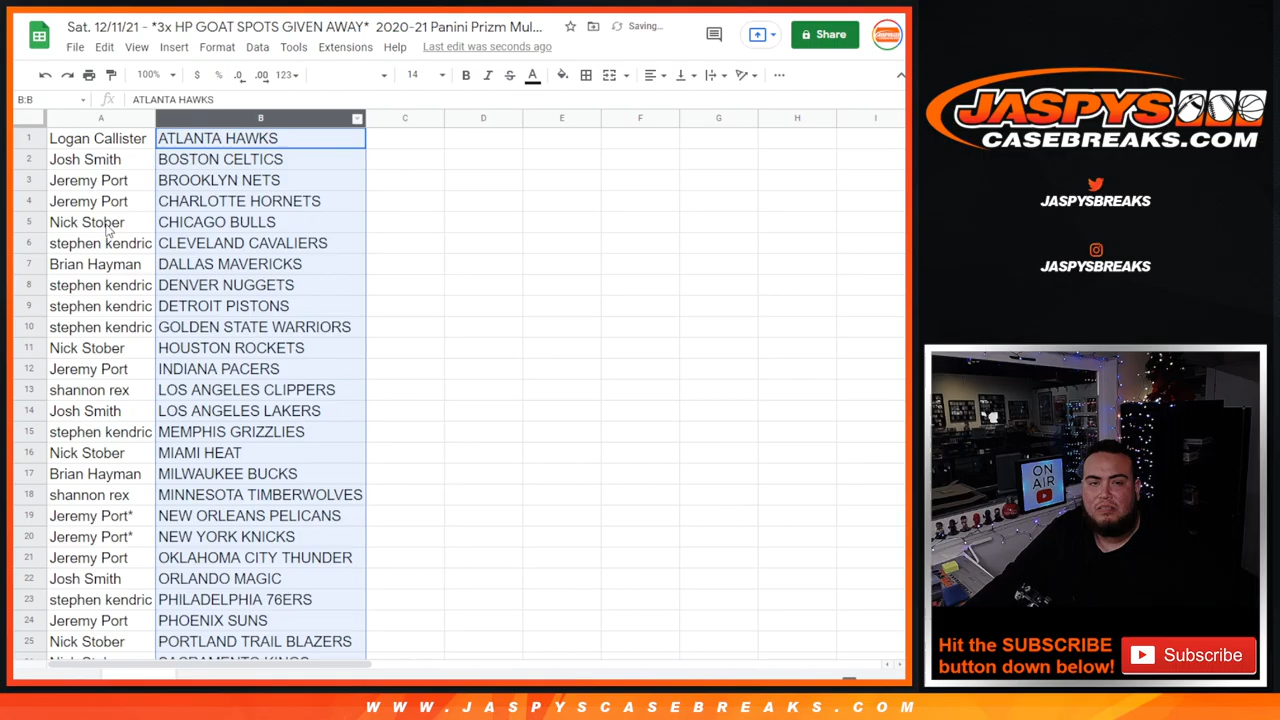 Sat. 12/11/21 - *3x HP GOAT SPOTS GIVEN AWAY* 2020-21 Panini Prizm Mul...
Saving...
File Edit View Insert Format Data Tools Extensions Help Last edit was seconds ago
Share
100% $ % .0 .00 123 14 B I S A
B:B fx ATLANTA HAWKS
A B C D E F G H I
1 Logan Callister ATLANTA HAWKS
2 Josh Smith BOSTON CELTICS
3 Jeremy Port BROOKLYN NETS
4 Jeremy Port CHARLOTTE HORNETS
5 Nick Stober CHICAGO BULLS
6 stephen kendric CLEVELAND CAVALIERS
7 Brian Hayman DALLAS MAVERICKS
8 stephen kendric DENVER NUGGETS
9 stephen kendric DETROIT PISTONS
10 stephen kendric GOLDEN STATE WARRIORS
11 Nick Stober HOUSTON ROCKETS
12 Jeremy Port INDIANA PACERS
13 shannon rex LOS ANGELES CLIPPERS
14 Josh Smith LOS ANGELES LAKERS
15 stephen kendric MEMPHIS GRIZZLIES
16 Nick Stober MIAMI HEAT
17 Brian Hayman MILWAUKEE BUCKS
18 shannon rex MINNESOTA TIMBERWOLVES
19 Jeremy Port* NEW ORLEANS PELICANS
20 Jeremy Port* NEW YORK KNICKS
21 Jeremy Port OKLAHOMA CITY THUNDER
22 Josh Smith ORLANDO MAGIC
23 stephen kendric PHILADELPHIA 76ERS
24 Jeremy Port PHOENIX SUNS
25 Nick Stober PORTLAND TRAIL BLAZERS
Nick Stober SACRAMENTO KINGS
JASPYS
CASEBREAKS.COM
JASPYSBREAKS
JASPYSBREAKS
ON
AIR
Hit the SUBSCRIBE
button down below!
Subscribe
WWW.JASPYSCASEBREAKS.COM